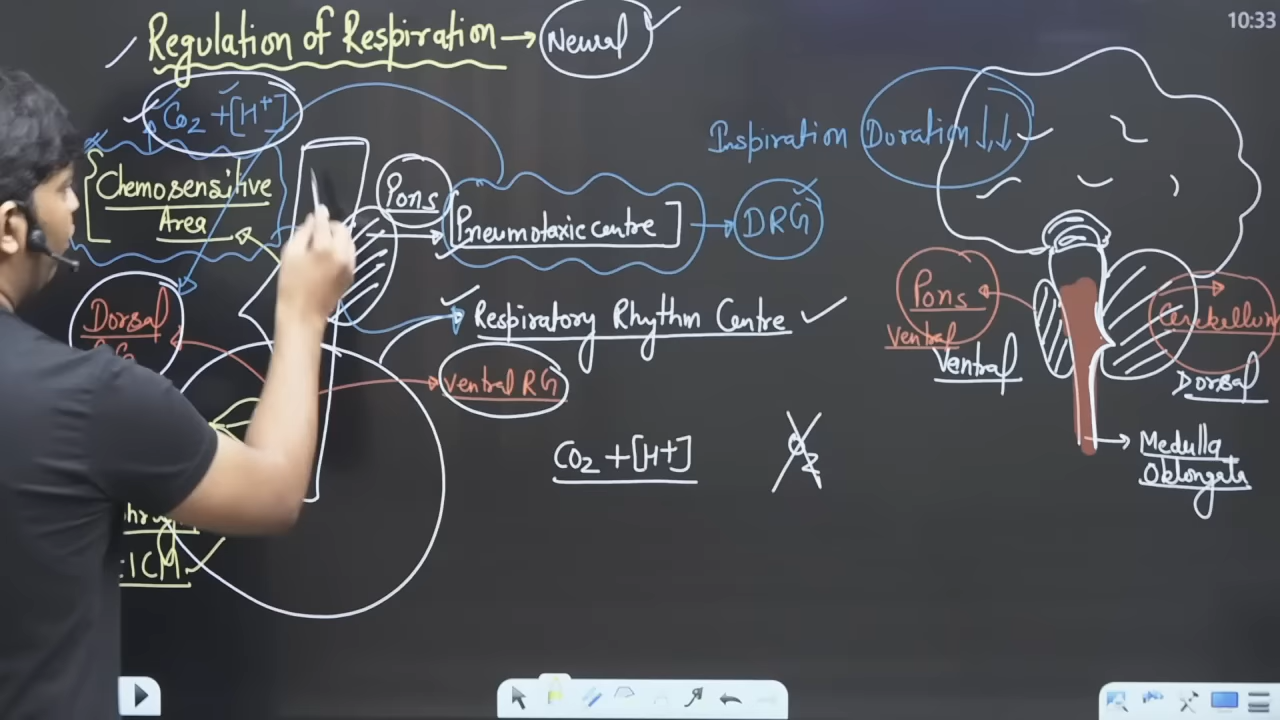 Regulation of Respiration → Neural
10:33
CO2 + [H+]
Inspiration Doration ↓↓
Chemosensitive
Area
Pons
Pneumotaxic centre
DRG
Dorsal
Respiratory Rhythm Centre
Pons
Ventral
Ventral
Cerebellum
Dorsal
Ventral RG
CO2 + [H+]
O2
Medulla
Oblongata
ICM